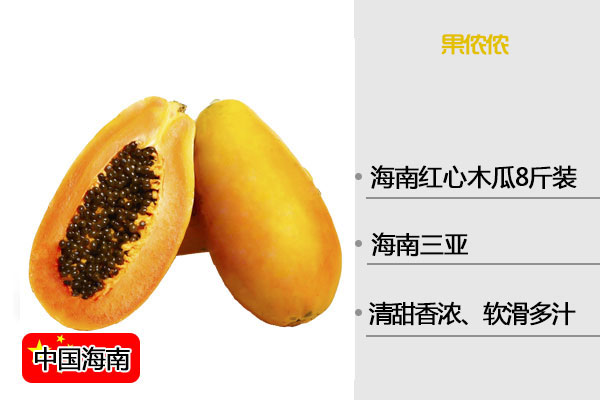 果侬侬
海南红心木瓜8斤装
海南三亚
清甜香浓、软滑多汁
中国海南